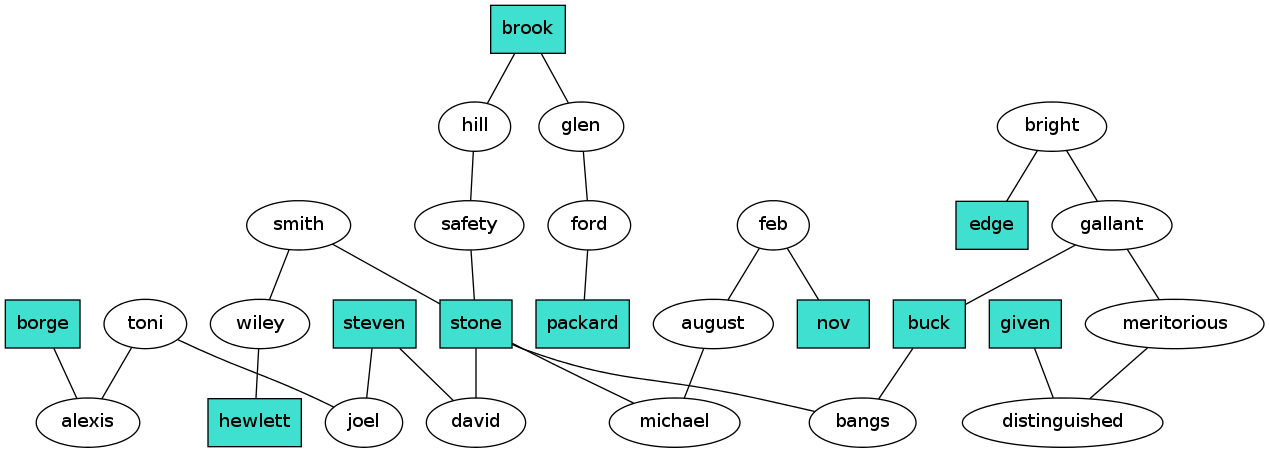 brook
hill
glen
bright
smith
safety
ford
feb
edge
gallant
borge
toni
wiley
steven
stone
packard
august
nov
buck
given
meritorious
alexis
hewlett
joel
david
michael
bangs
distinguished